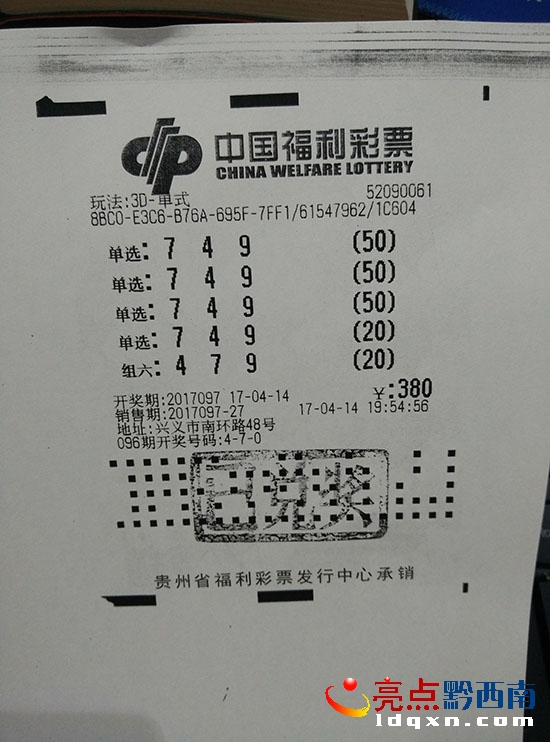 中国福利彩票
CHINA WELFARE LOTTERY
玩法:3D-单式 52090061
8BC0-E3C6-B76A-695F-7FF1/61547962/1C604
单选: 7 4 9 (50)
单选: 7 4 9 (50)
单选: 7 4 9 (50)
单选: 7 4 9 (20)
组六: 4 7 9 (20)
¥:380
开奖期:2017097 17-04-14
销售期:2017097-27 17-04-14 19:54:56
地址:兴义市南环路48号
096期开奖号码:4-7-0
已兑奖
贵州省福利彩票发行中心承销
亮点黔西南
ldqxn.com